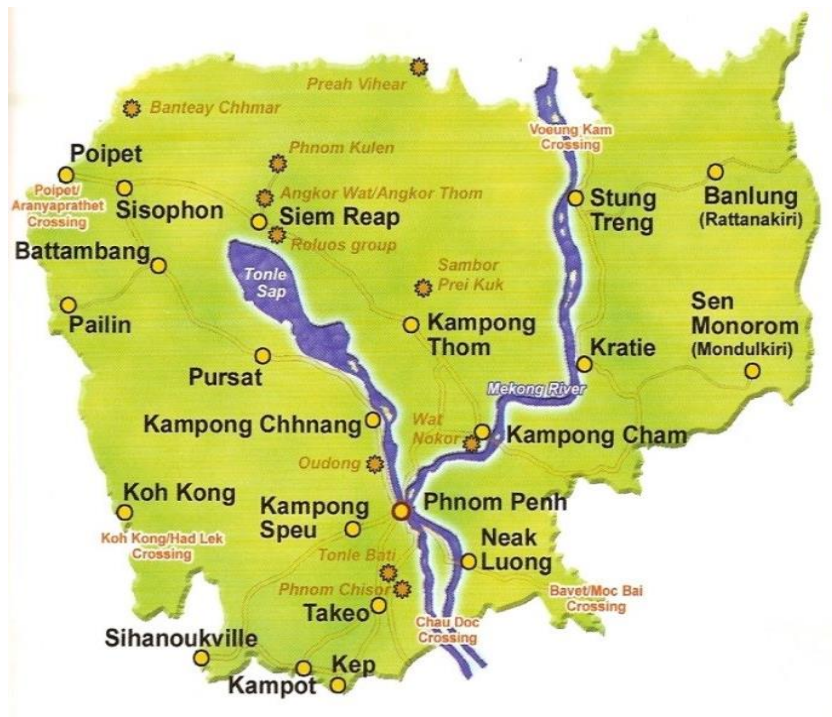 Preah Vihear
Banteay Chhmar
Voeung Kam
Crossing
Poipet
Phnom Kulen
Poipet/
Aranyaprathet
Crossing
Sisophon
Angkor Wat/Angkor Thom
Siem Reap
Stung
Treng
Banlung
(Rattanakiri)
Roluos group
Battambang
Tonle
Sap
Sambor
Prei Kuk
Pailin
Kampong
Thom
Sen
Monorom
(Mondulkiri)
Kratie
Pursat
Mekong River
Kampong Chhnang
Wat
Nokor
Kampong Cham
Oudong
Koh Kong
Kampong
Speu
Phnom Penh
Koh Kong/Had Lek
Crossing
Neak
Luong
Tonle Bati
Phnom Chisor
Bavet/Moc Bai
Crossing
Takeo
Chau Doc
Crossing
Sihanoukville
Kep
Kampot